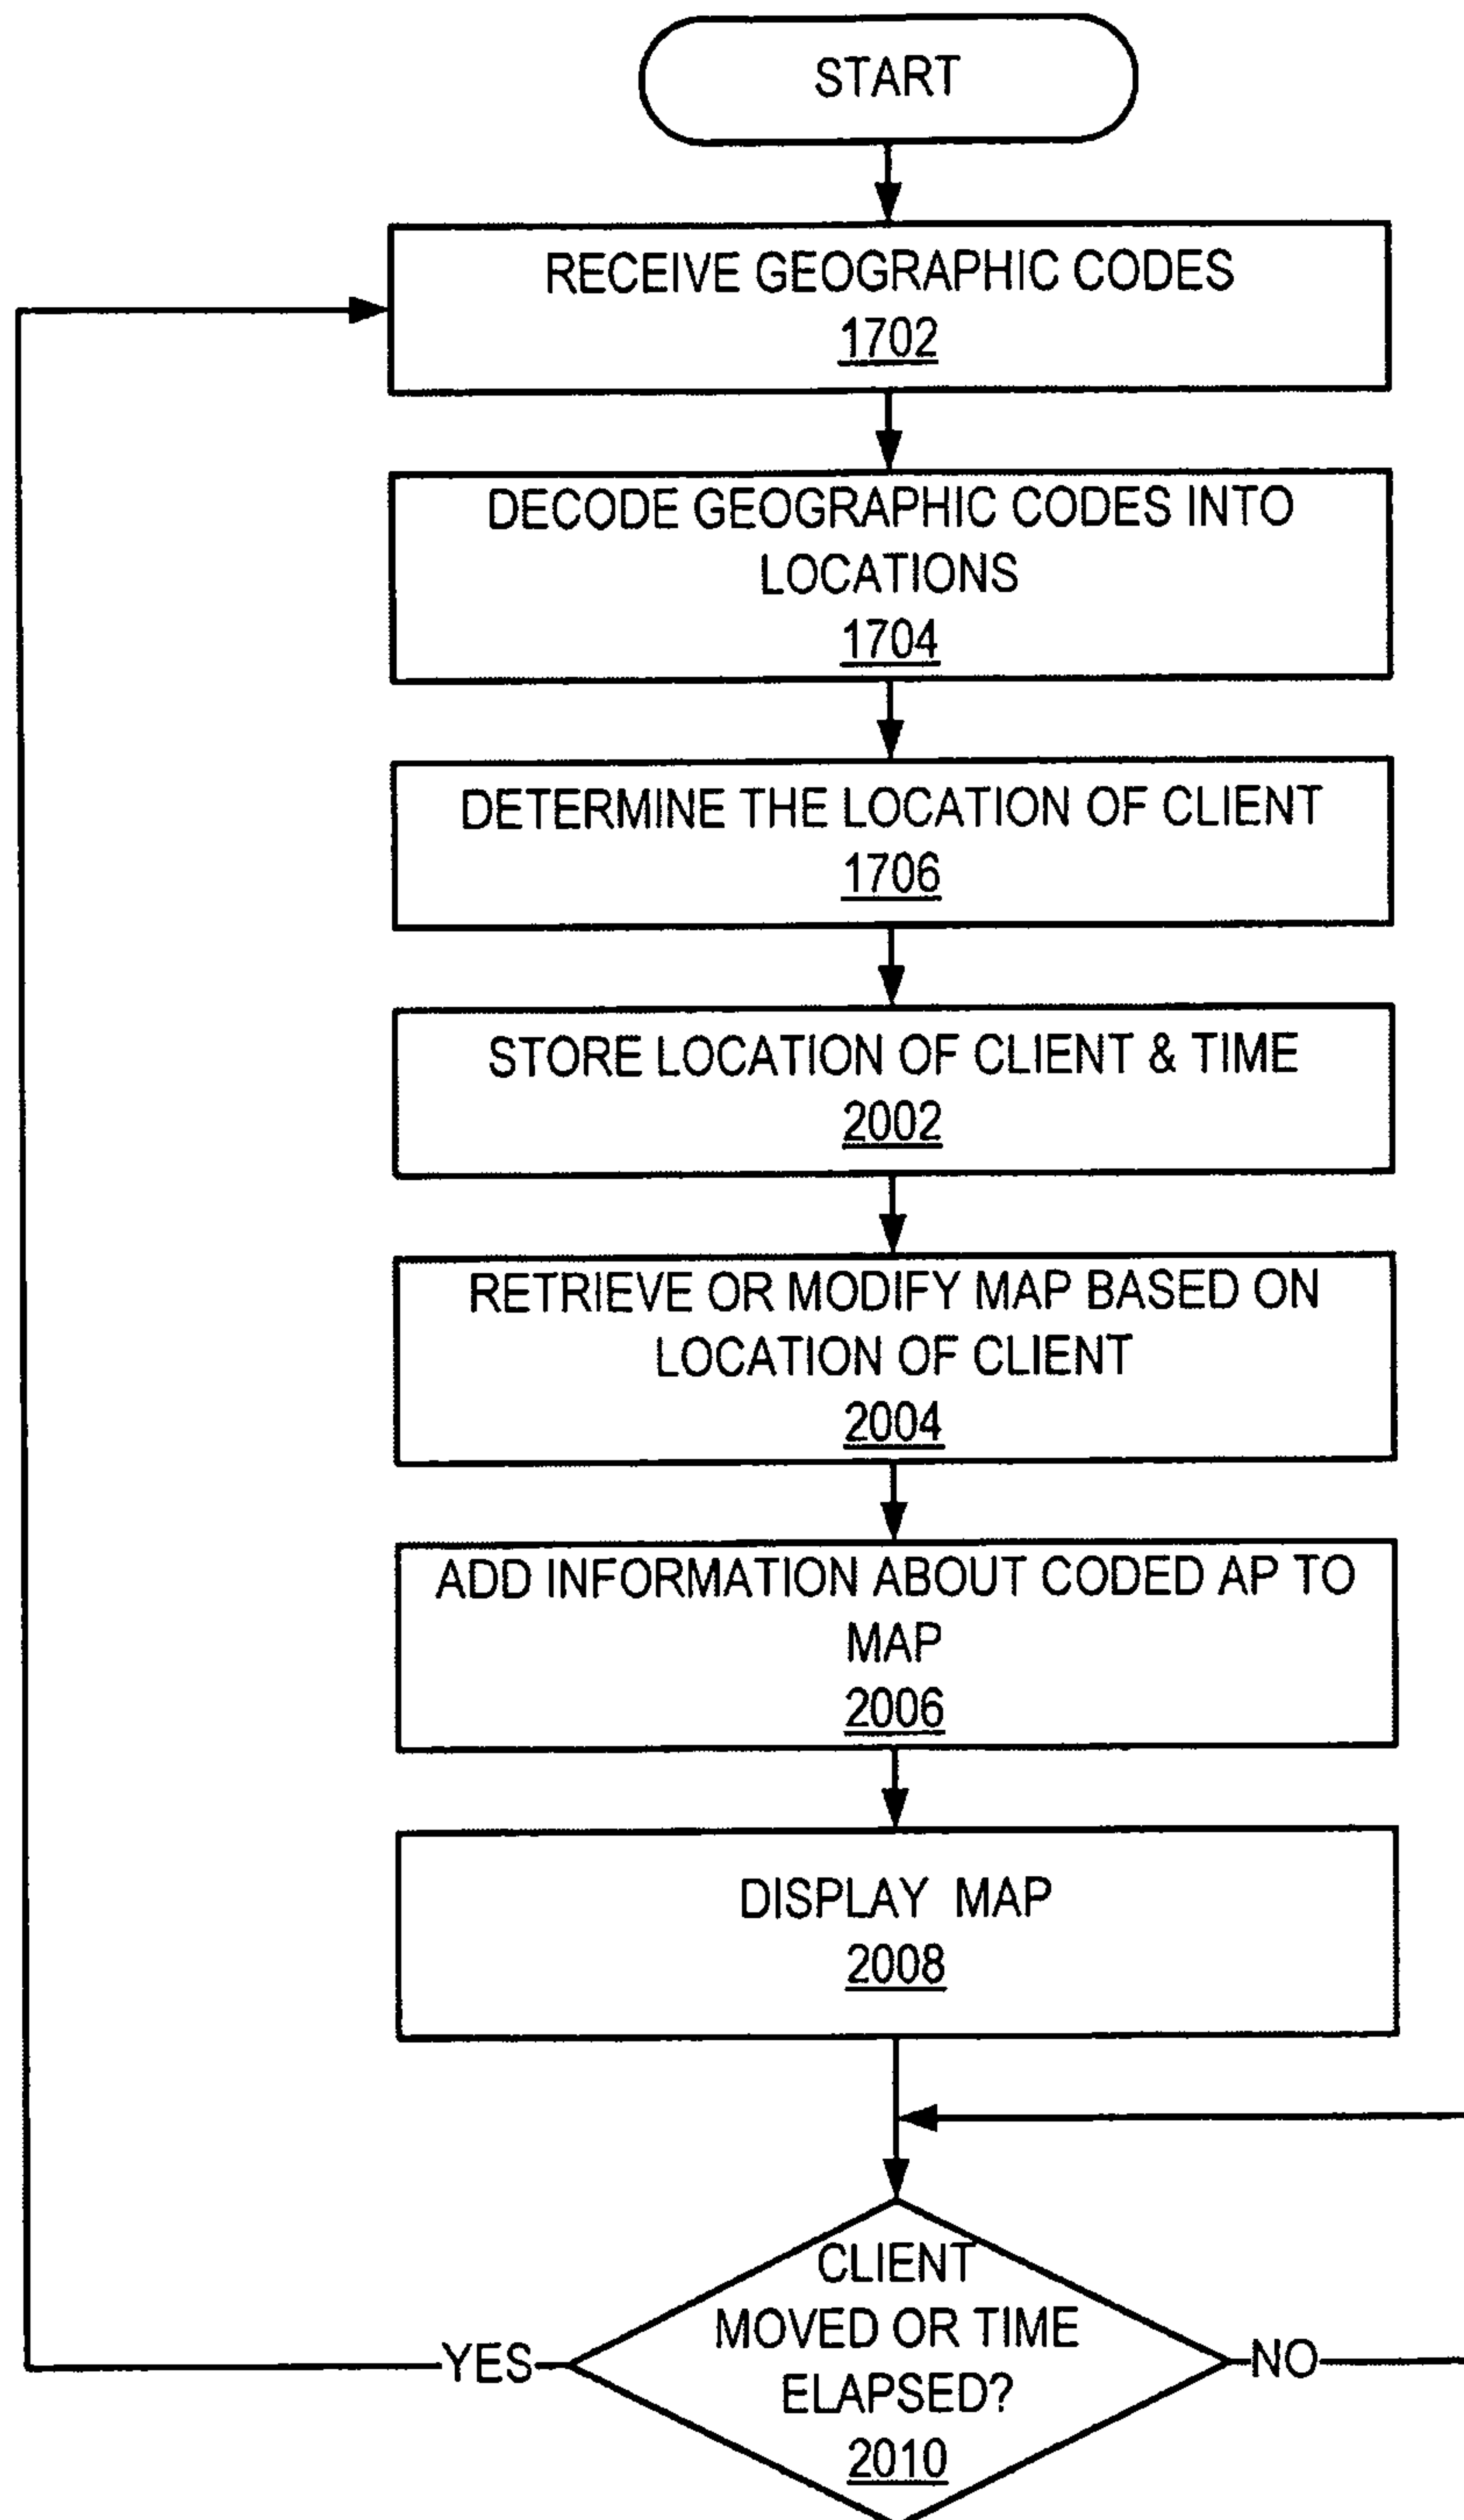 START
RECEIVE GEOGRAPHIC CODES
1702
DECODE GEOGRAPHIC CODES INTO
LOCATIONS
1704
DETERMINE THE LOCATION OF CLIENT
1706
STORE LOCATION OF CLIENT & TIME
2002
RETRIEVE OR MODIFY MAP BASED ON
LOCATION OF CLIENT
2004
ADD INFORMATION ABOUT CODED AP TO
MAP
2006
DISPLAY MAP
2008
CLIENT
MOVED OR TIME
ELAPSED?
2010
YES
NO